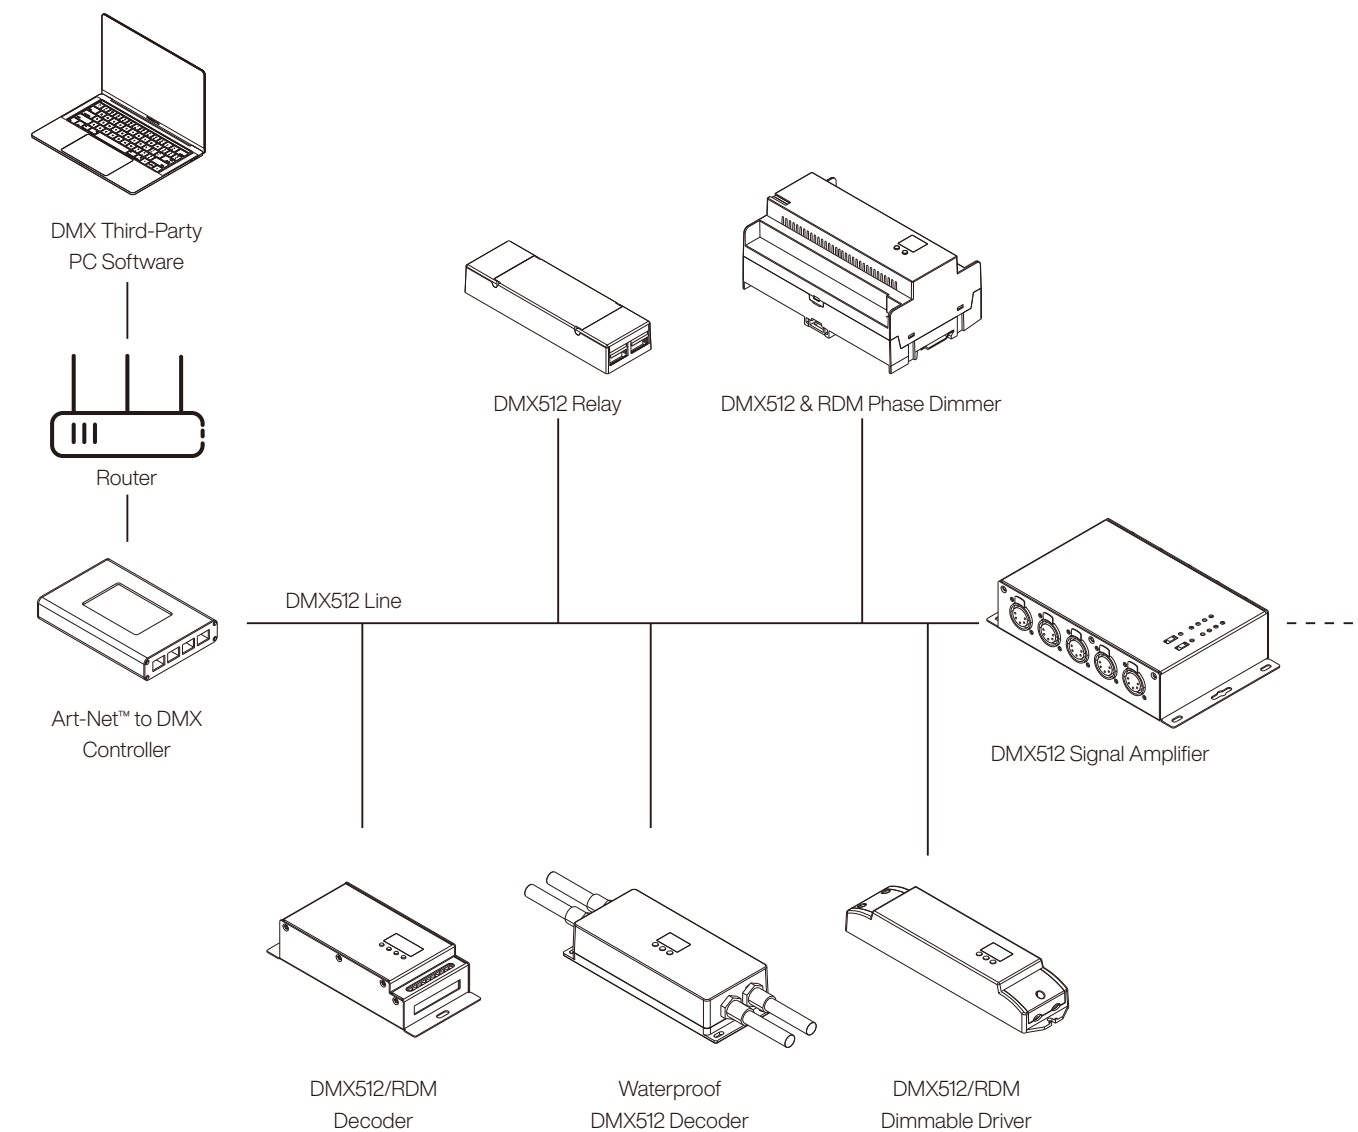 DMX Third-Party
PC Software
Router
Art-Net™ to DMX
Controller
DMX512 Line
DMX512 Relay
DMX512 & RDM Phase Dimmer
DMX512 Signal Amplifier
DMX512/RDM
Decoder
Waterproof
DMX512 Decoder
DMX512/RDM
Dimmable Driver